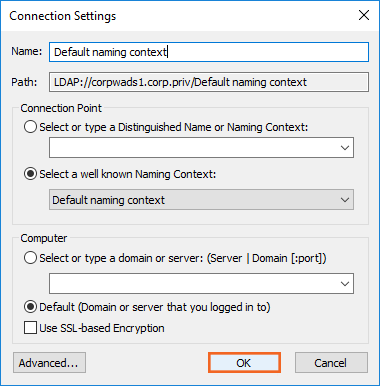 Connection Settings
Name: Default naming context
Path: LDAP://corpwads1.corp.priv/Default naming context
Connection Point
Select or type a Distinguished Name or Naming Context:
Select a well known Naming Context:
Default naming context
Computer
Select or type a domain or server: (Server | Domain [:port])
Default (Domain or server that you logged in to)
Use SSL-based Encryption
Advanced... OK Cancel